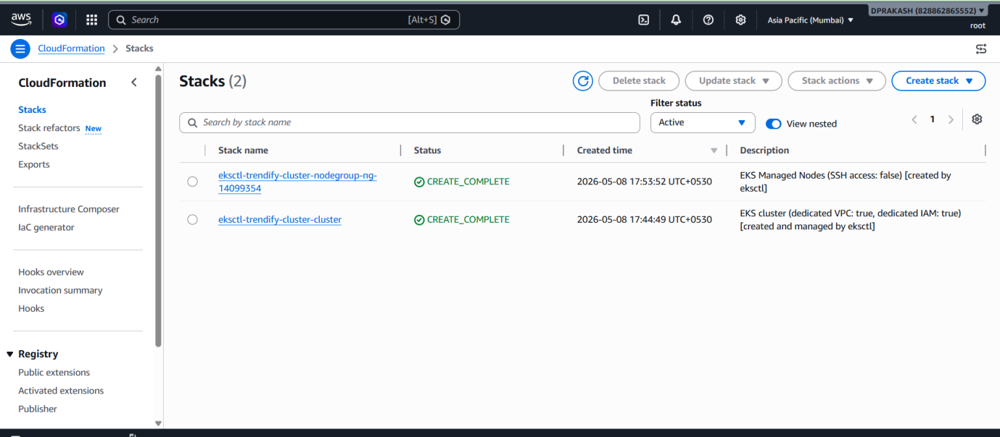 aws
Search [Alt+S]
Asia Pacific (Mumbai)
DPRAKASH (828862865552)
root
CloudFormation > Stacks
CloudFormation
Stacks
Stack refactors New
StackSets
Exports
Infrastructure Composer
IaC generator
Hooks overview
Invocation summary
Hooks
Registry
Public extensions
Activated extensions
Publisher
Stacks (2)
Delete stack
Update stack
Stack actions
Create stack
Filter status
Search by stack name
Active
View nested
1
Stack name Status Created time Description
eksctl-trendify-cluster-nodegroup-ng-
14099354
CREATE_COMPLETE
2026-05-08 17:53:52 UTC+0530
EKS Managed Nodes (SSH access: false) [created by
eksctl]
eksctl-trendify-cluster-cluster
CREATE_COMPLETE
2026-05-08 17:44:49 UTC+0530
EKS cluster (dedicated VPC: true, dedicated IAM: true)
[created and managed by eksctl]